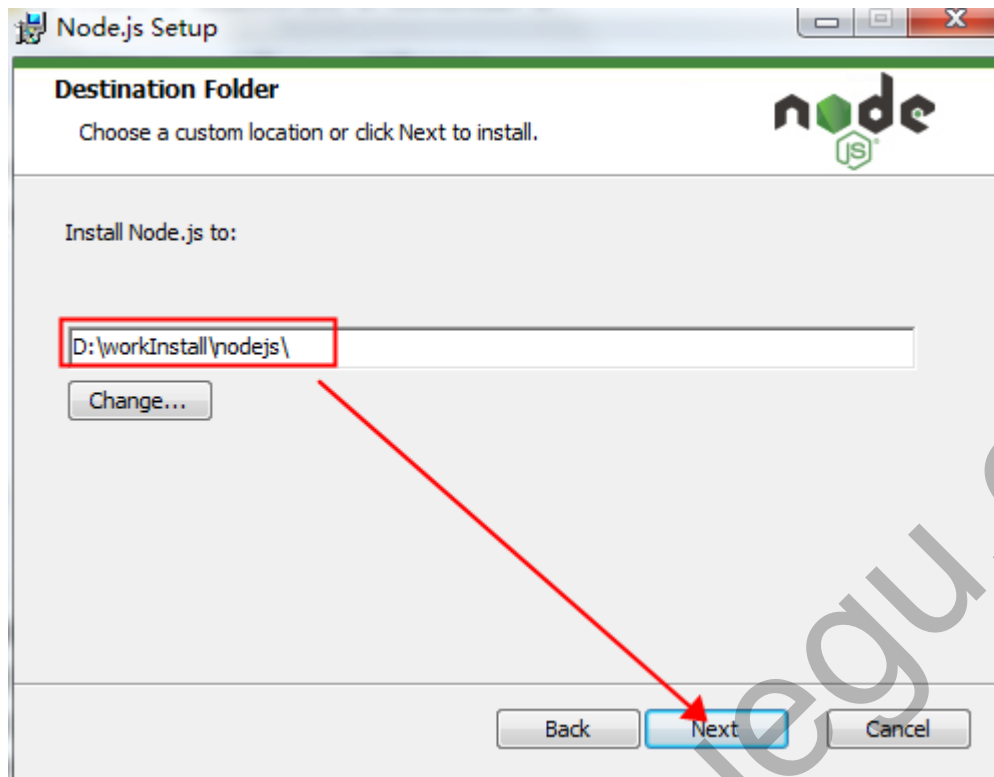 Node.js Setup
Destination Folder
Choose a custom location or click Next to install.
node
JS
Install Node.js to:
D:\workInstall\nodejs\
Change...
Back Next Cancel